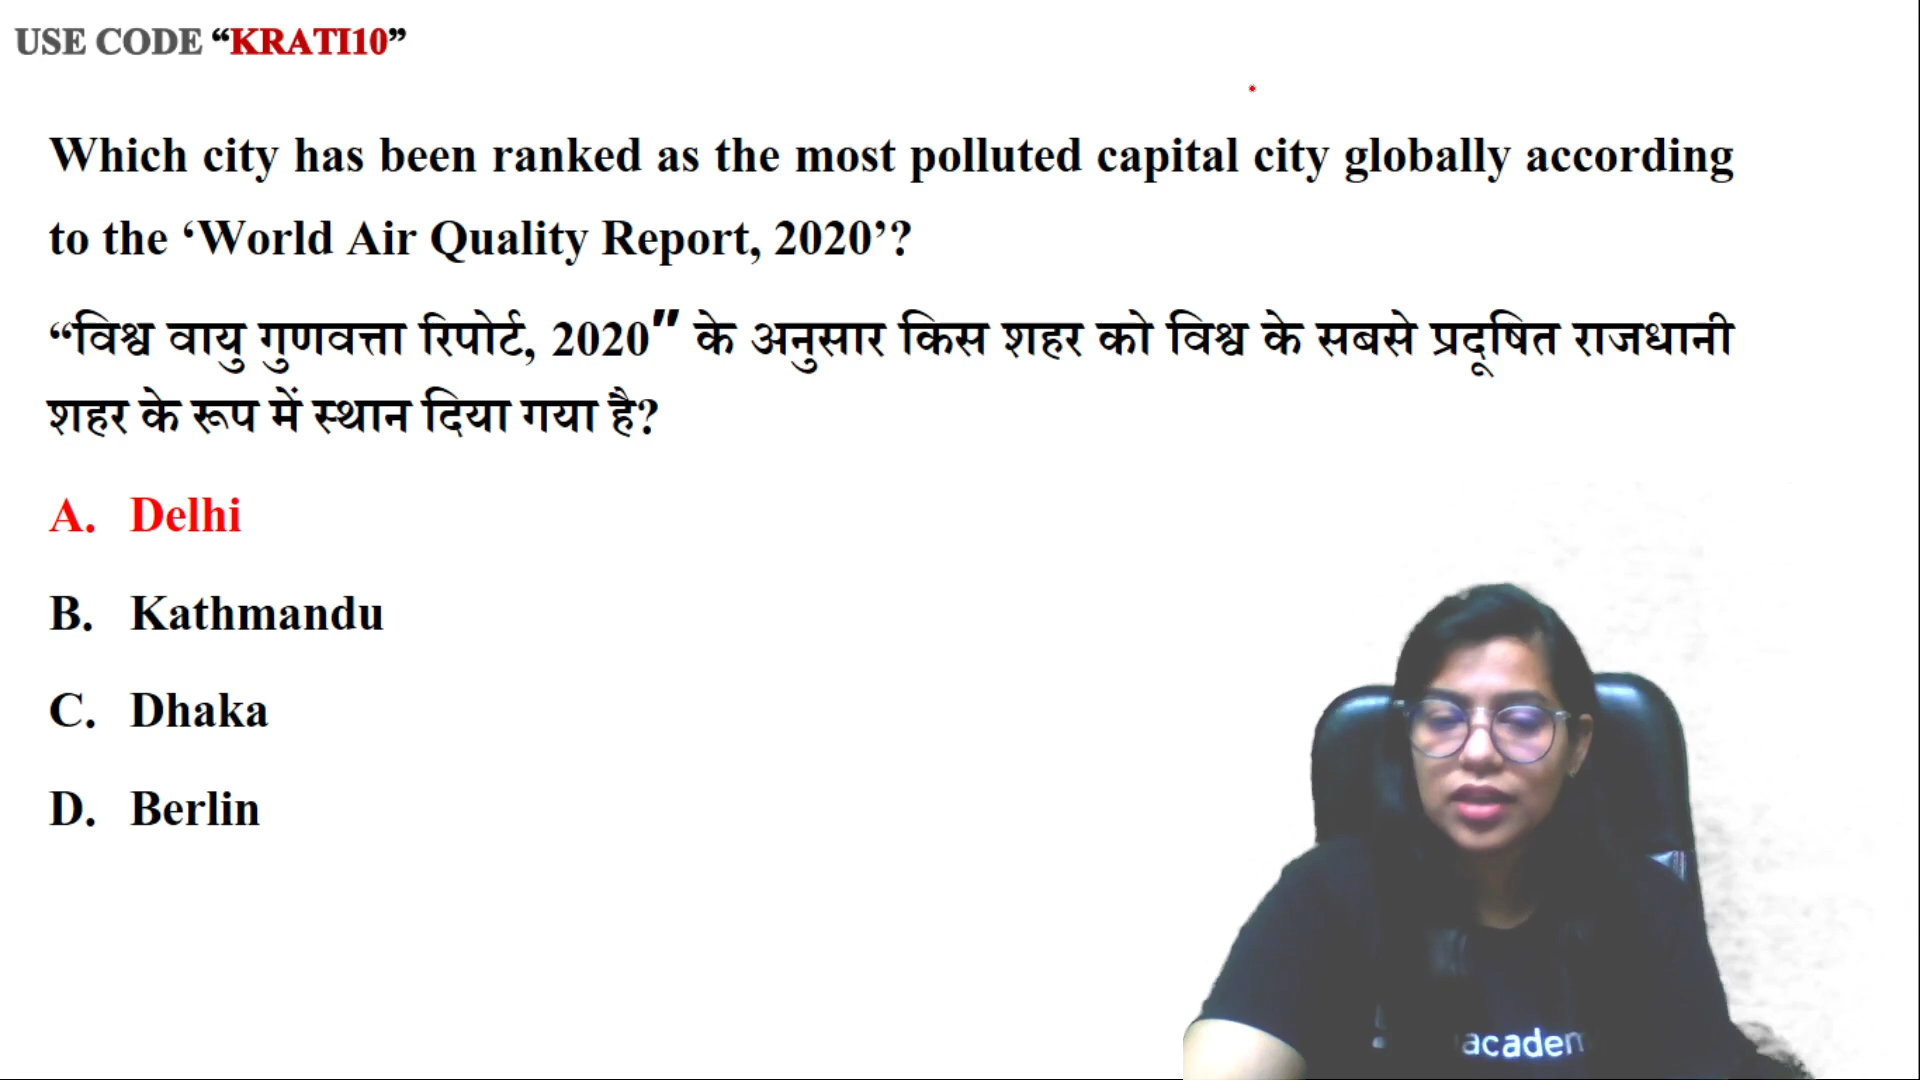 USE CODE “KRATI10”
Which city has been ranked as the most polluted capital city globally according
to the ‘World Air Quality Report, 2020’?
“विश्व वायु गुणवत्ता रिपोर्ट, 2020” के अनुसार किस शहर को विश्व के सबसे प्रदूषित राजधानी
शहर के रूप में स्थान दिया गया है?
A. Delhi
B. Kathmandu
C. Dhaka
D. Berlin